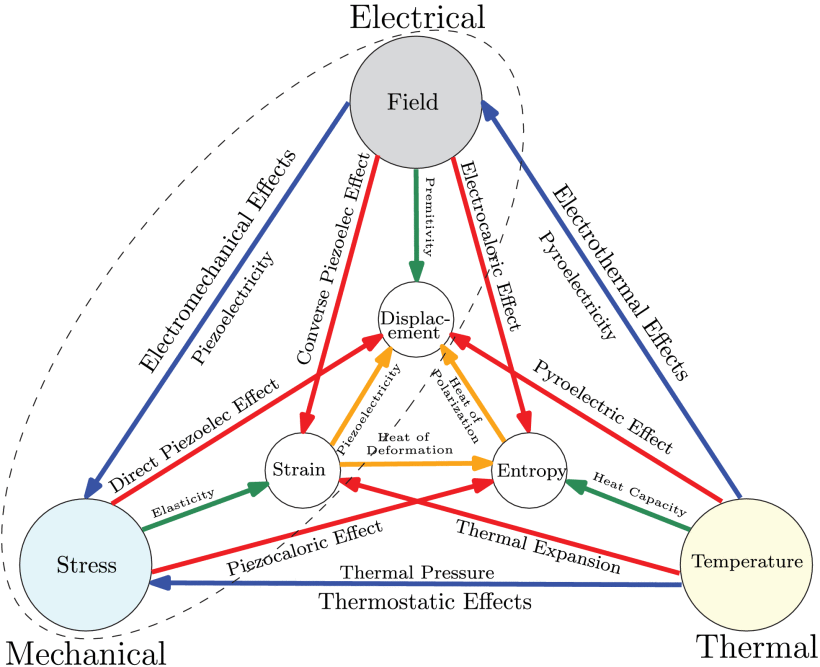 Electrical
Field
Electromechanical Effects
Piezoelectricity
Converse Piezoelec Effect
Premitivity
Electrocaloric Effect
Electrothermal Effects
Pyroelectricity
Displac-
ement
Direct Piezoelec Effect
Piezoelectricity
Heat of
Polarization
Pyroelectric Effect
Heat of
Deformation
Strain
Entropy
Elasticity
Heat Capacity
Piezocaloric Effect
Thermal Expansion
Stress
Temperature
Thermal Pressure
Thermostatic Effects
Mechanical
Thermal